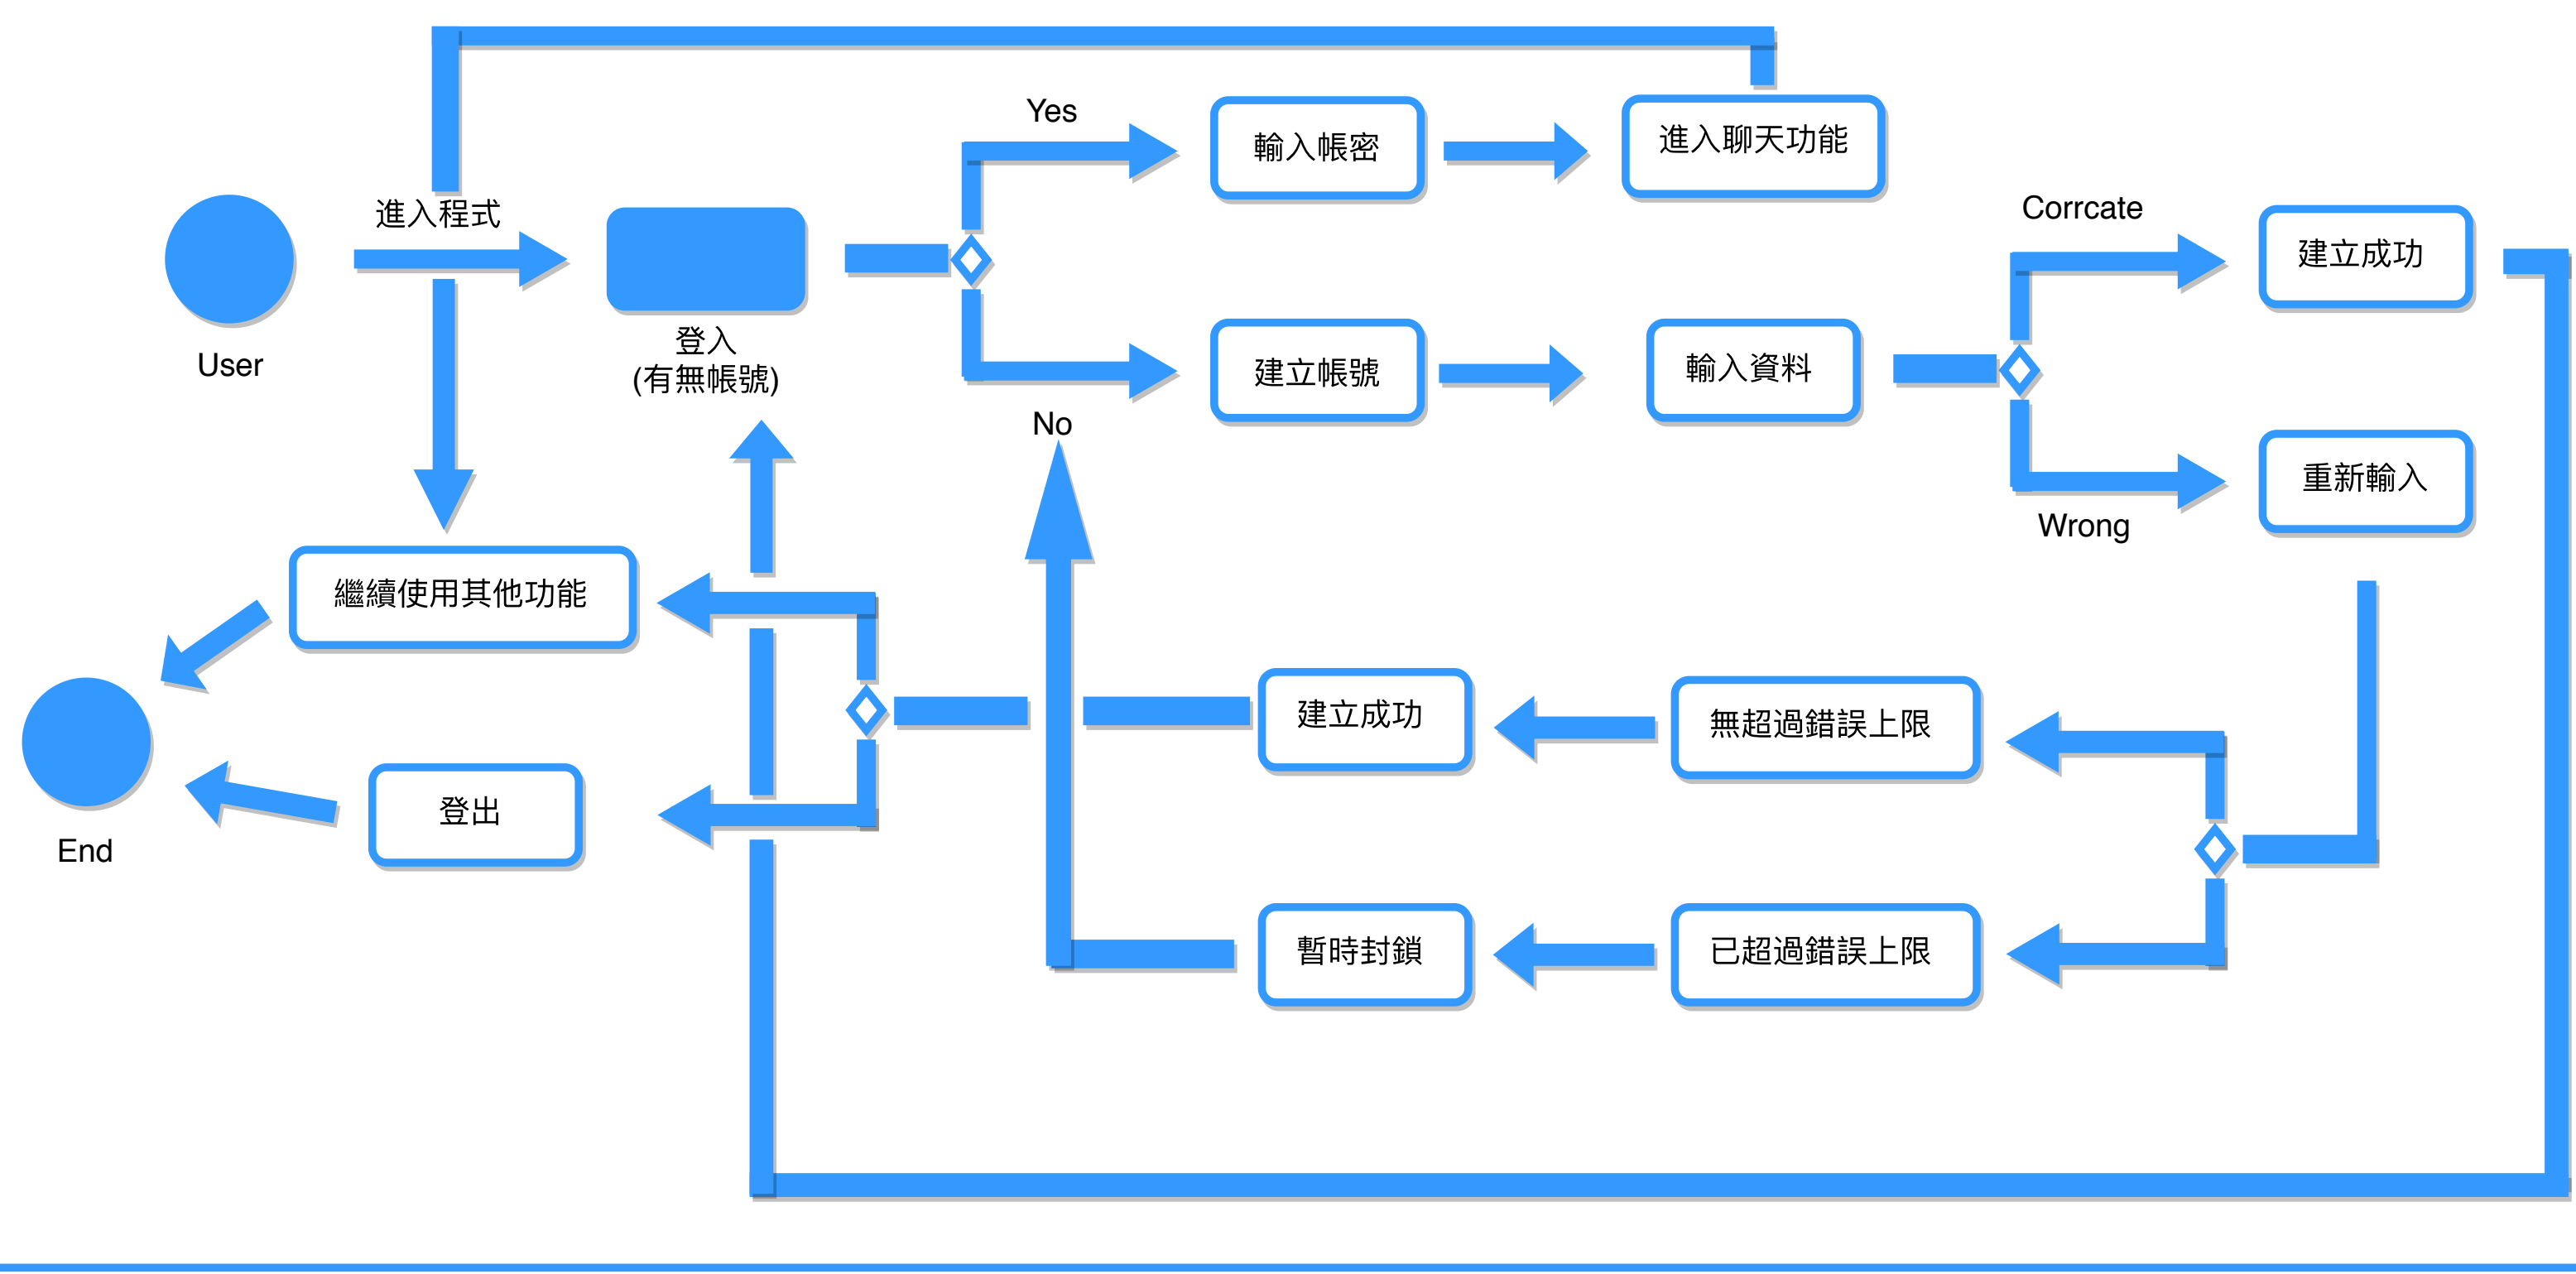 Yes
輸入帳密
進入聊天功能
進入程式
Corrcate
建立成功
User
登入
(有無帳號)
建立帳號
輸入資料
No
重新輸入
Wrong
繼續使用其他功能
建立成功
無超過錯誤上限
登出
End
暫時封鎖
已超過錯誤上限